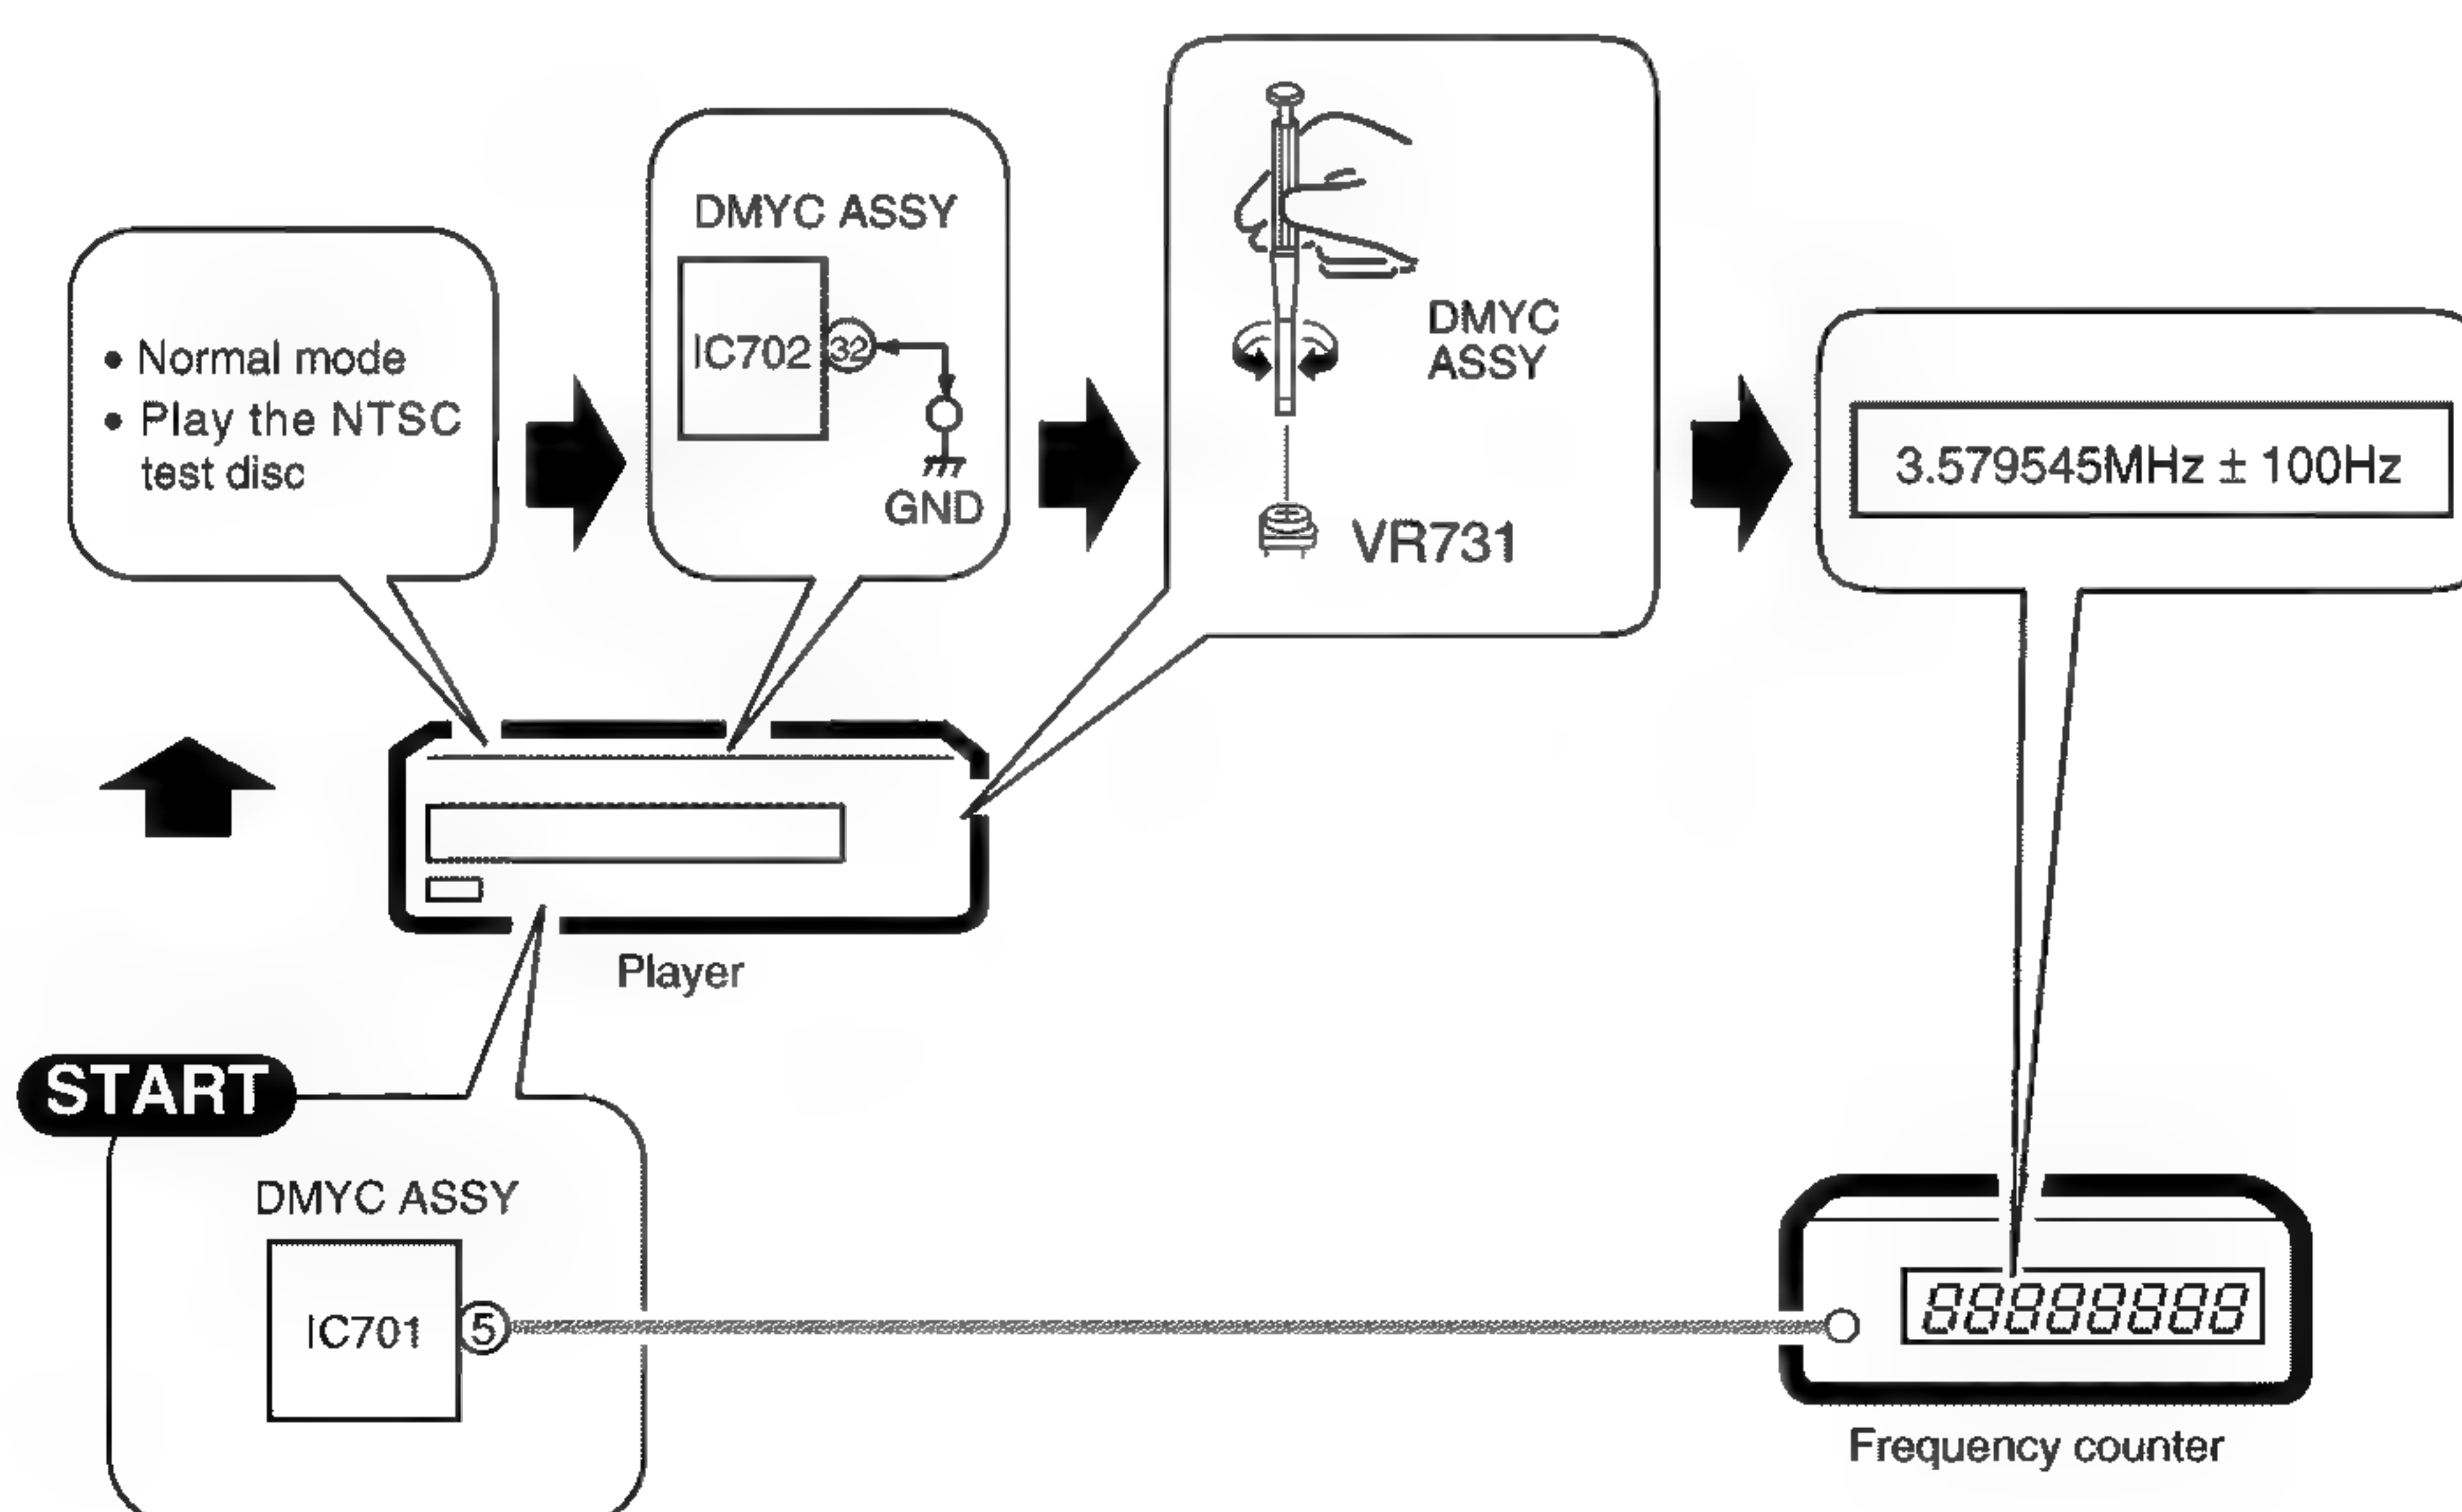 • Normal mode
• Play the NTSC
test disc
DMYC ASSY
IC702
32
GND
DMYC
ASSY
VR731
3.579545MHz ± 100Hz
Player
START
DMYC ASSY
IC701
5
88888888
Frequency counter